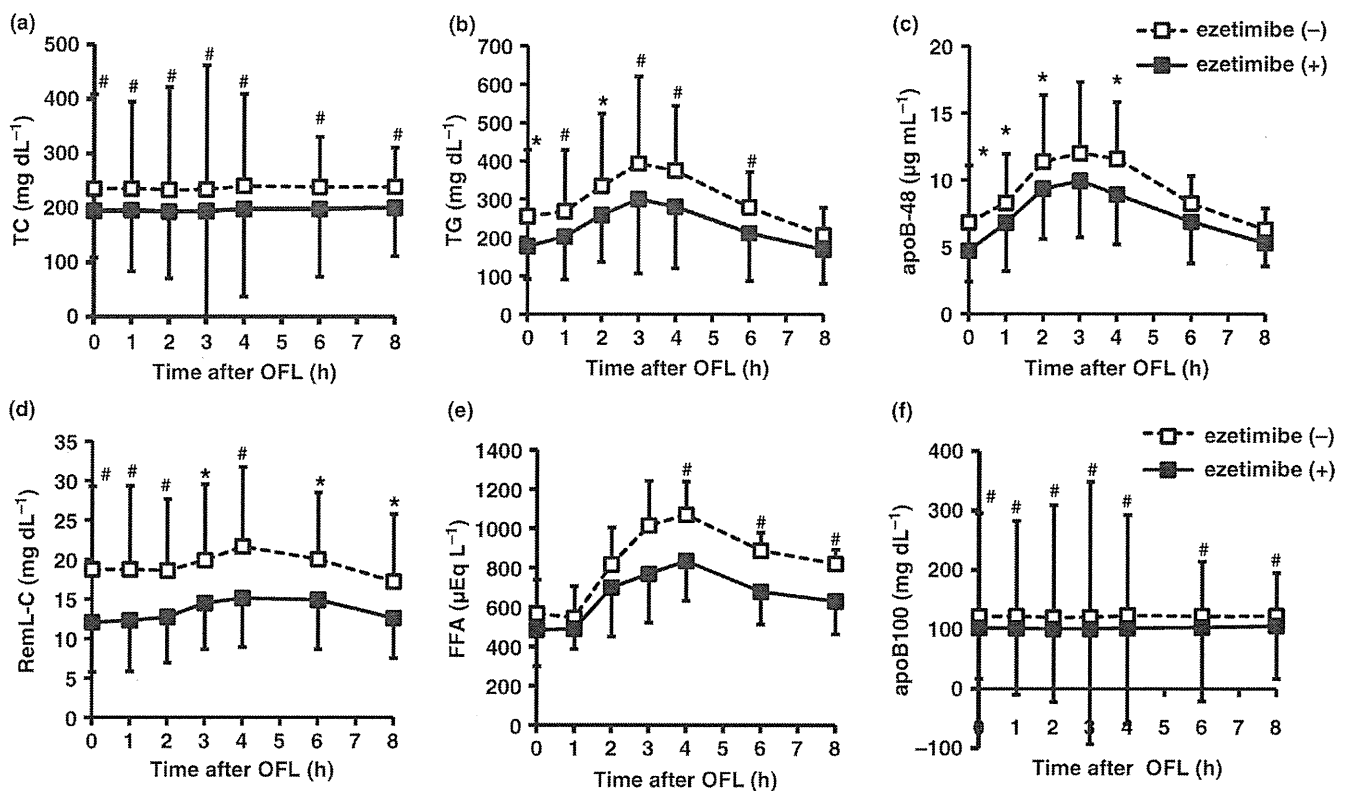 (a)
500
400
300
200
100
0
TC (mg dL⁻¹)
# # # # # # #
0 1 2 3 4 5 6 7 8
Time after OFL (h)
(b)
700
600
500
400
300
200
100
0
TG (mg dL⁻¹)
* # * # # #
0 1 2 3 4 5 6 7 8
Time after OFL (h)
(c)
ezetimibe (–)
ezetimibe (+)
20
15
10
5
0
apoB-48 (µg mL⁻¹)
* * * *
0 1 2 3 4 5 6 7 8
Time after OFL (h)
(d)
35
30
25
20
15
10
5
0
RemL-C (mg dL⁻¹)
# # # * # * *
0 1 2 3 4 5 6 7 8
Time after OFL (h)
(e)
1400
1200
1000
800
600
400
200
0
FFA (µEq L⁻¹)
# # #
0 1 2 3 4 5 6 7 8
Time after OFL (h)
(f)
ezetimibe (–)
ezetimibe (+)
400
300
200
100
0
–100
apoB100 (mg dL⁻¹)
# # # # # # #
0 1 2 3 4 5 6 7 8
Time after OFL (h)